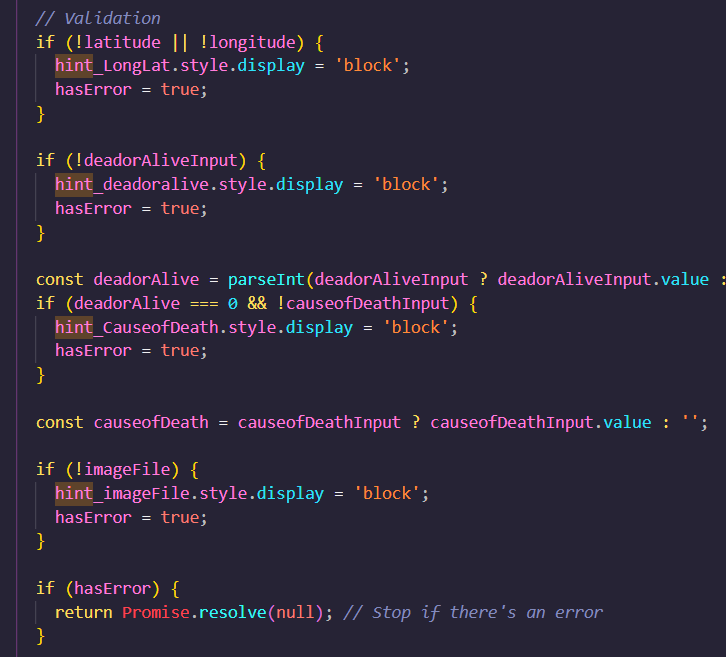 // Validation
if (!latitude || !longitude) {
hint_LongLat.style.display = 'block';
hasError = true;
}
if (!deadorAliveInput) {
hint_deadoralive.style.display = 'block';
hasError = true;
}
const deadorAlive = parseInt(deadorAliveInput ? deadorAliveInput.value :
if (deadorAlive === 0 && !causeofDeathInput) {
hint_CauseofDeath.style.display = 'block';
hasError = true;
}
const causeofDeath = causeofDeathInput ? causeofDeathInput.value : '';
if (!imageFile) {
hint_imageFile.style.display = 'block';
hasError = true;
}
if (hasError) {
return Promise.resolve(null); // Stop if there's an error
}